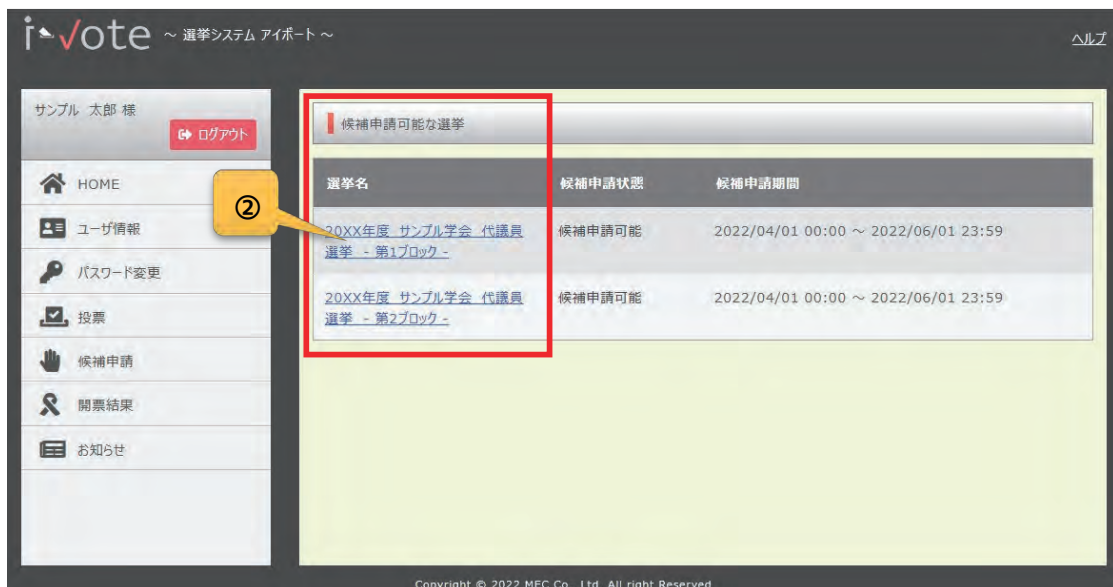 i-vote ～ 選挙システム アイボート ～
ヘルプ
サンプル 太郎 様
ログアウト
HOME
ユーザ情報
パスワード変更
投票
候補申請
開票結果
お知らせ
候補申請可能な選挙
選挙名 候補申請状態 候補申請期間
②
20XX年度 サンプル学会 代議員 候補申請可能 2022/04/01 00:00 ～ 2022/06/01 23:59
選挙 - 第1ブロック -
20XX年度 サンプル学会 代議員 候補申請可能 2022/04/01 00:00 ～ 2022/06/01 23:59
選挙 - 第2ブロック -
Copyright © 2022 MEC Co., Ltd. All right Reserved.